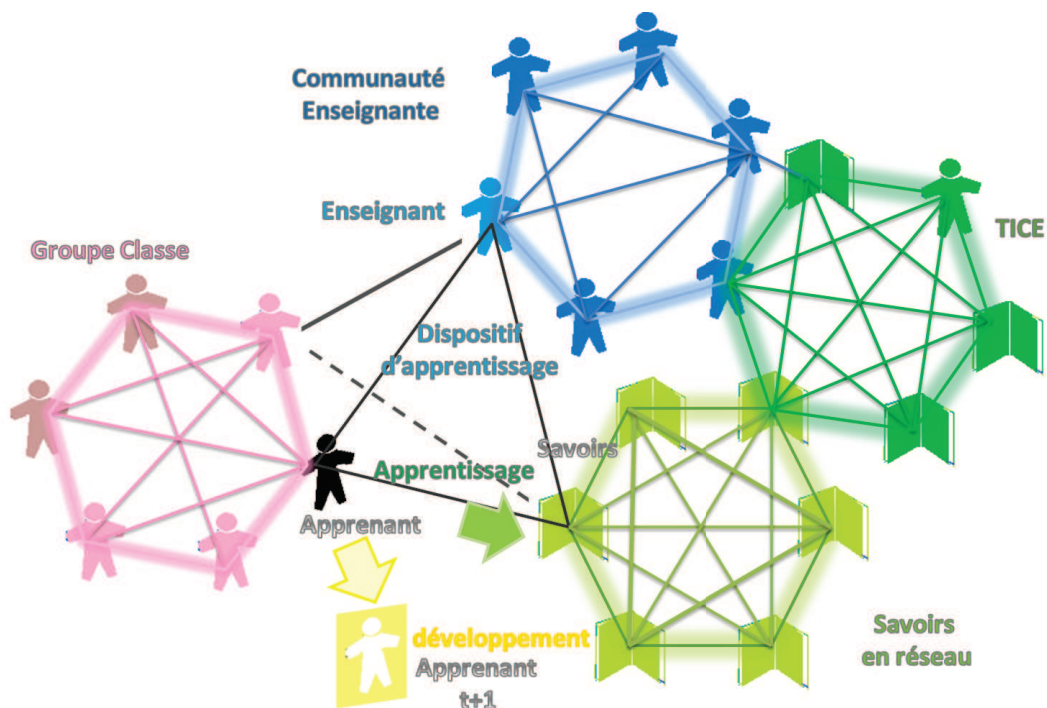 Communauté
Enseignante
Enseignant
TICE
Groupe Classe
Dispositif
d'apprentissage
Savoirs
Apprentissage
Apprenant
développement
Apprenant
t+1
Savoirs
en réseau